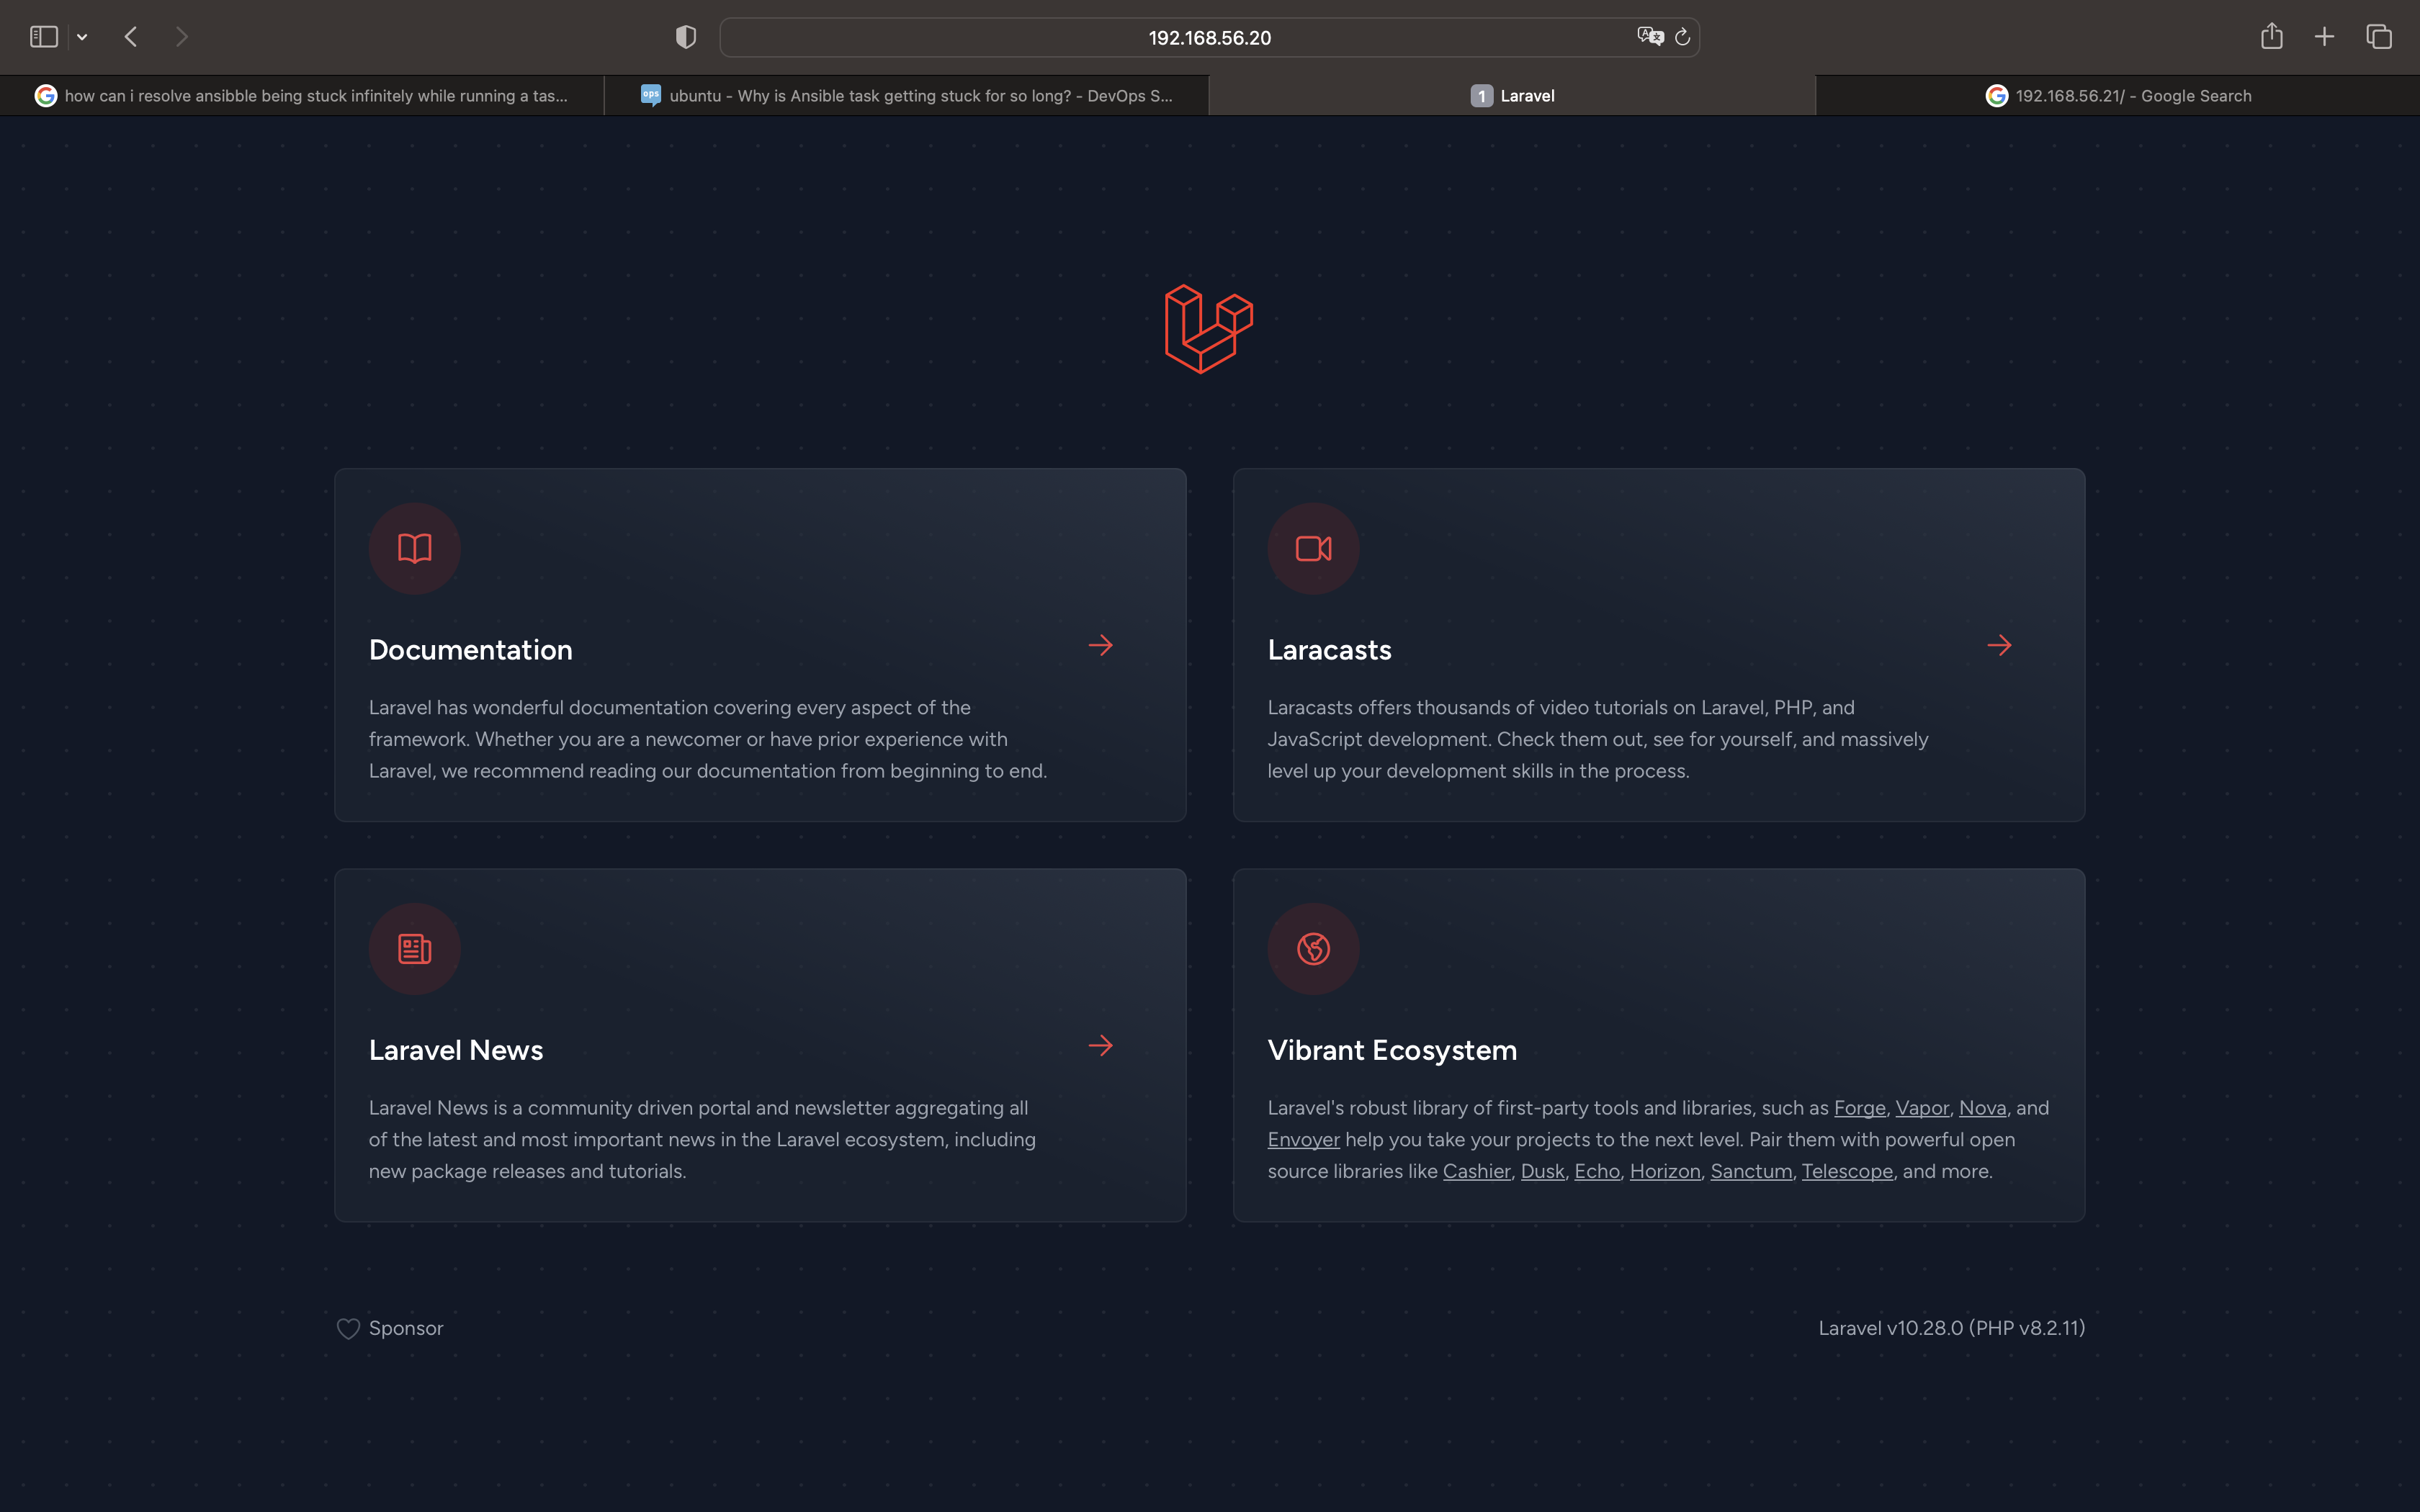 192.168.56.20
how can i resolve ansibble being stuck infinitely while running a tas...
ops
ubuntu - Why is Ansible task getting stuck for so long? - DevOps S...
1 Laravel
192.168.56.21/ - Google Search
Documentation
Laravel has wonderful documentation covering every aspect of the
framework. Whether you are a newcomer or have prior experience with
Laravel, we recommend reading our documentation from beginning to end.
Laracasts
Laracasts offers thousands of video tutorials on Laravel, PHP, and
JavaScript development. Check them out, see for yourself, and massively
level up your development skills in the process.
Laravel News
Laravel News is a community driven portal and newsletter aggregating all
of the latest and most important news in the Laravel ecosystem, including
new package releases and tutorials.
Vibrant Ecosystem
Laravel's robust library of first-party tools and libraries, such as Forge, Vapor, Nova, and
Envoyer help you take your projects to the next level. Pair them with powerful open
source libraries like Cashier, Dusk, Echo, Horizon, Sanctum, Telescope, and more.
Sponsor
Laravel v10.28.0 (PHP v8.2.11)